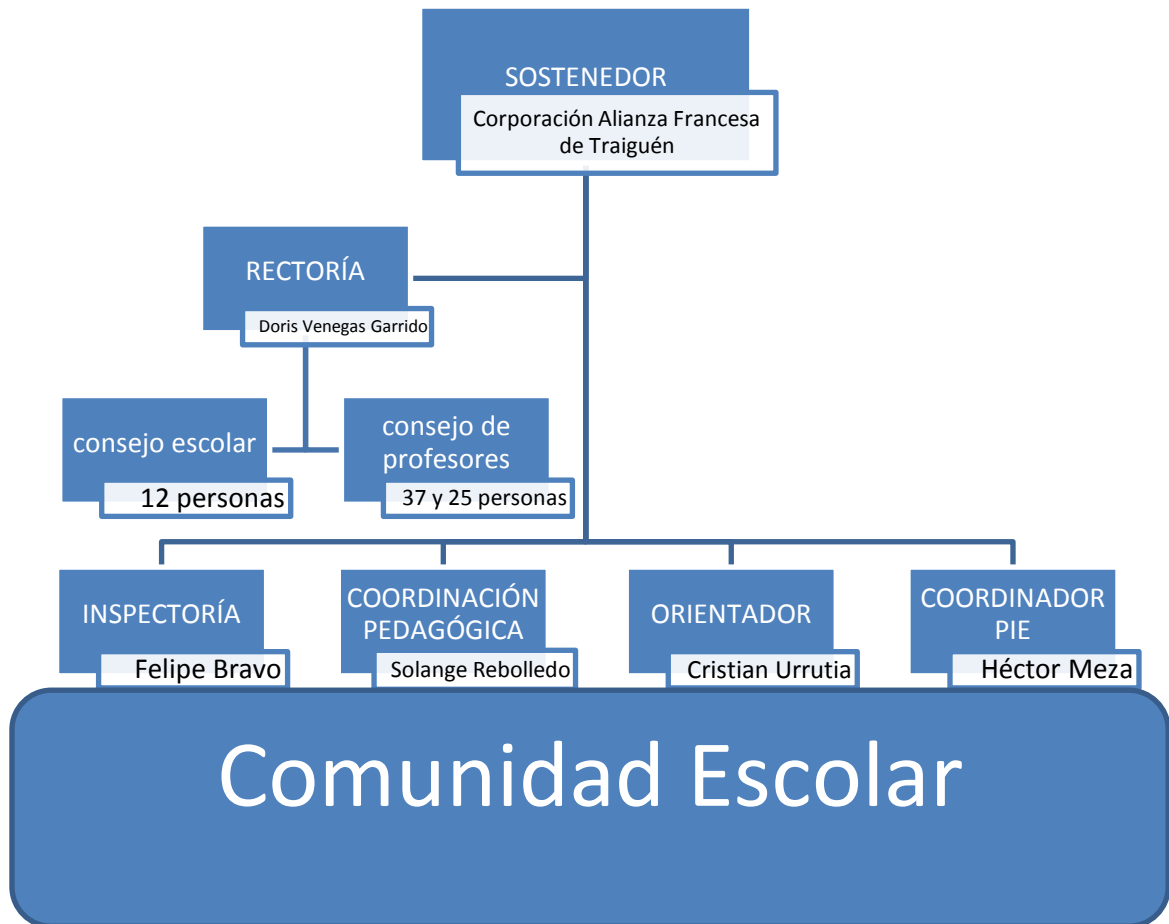 SOSTENEDOR
Corporación Alianza Francesa
de Traiguén
RECTORÍA
Doris Venegas Garrido
consejo escolar
12 personas
consejo de
profesores
37 y 25 personas
INSPECTORÍA
Felipe Bravo
COORDINACIÓN
PEDAGÓGICA
Solange Rebolledo
ORIENTADOR
Cristian Urrutia
COORDINADOR
PIE
Héctor Meza
Comunidad Escolar